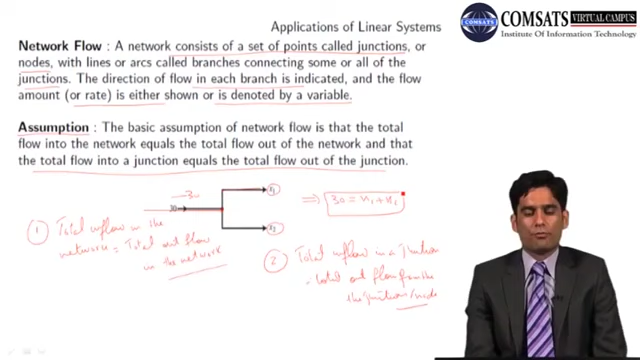 Applications of Linear Systems
COMSATS VIRTUAL CAMPUS
Institute Of Information Technology
Network Flow : A network consists of a set of points called junctions, or
nodes, with lines or arcs called branches connecting some or all of the
junctions. The direction of flow in each branch is indicated, and the flow
amount (or rate) is either shown or is denoted by a variable.
Assumption : The basic assumption of network flow is that the total
flow into the network equals the total flow out of the network and that
the total flow into a junction equals the total flow out of the junction.
30
x1
30
x2
⇒ 30 = x1 + x1
1 Total inflow in the
network = Total out flow
in the network
2 Total inflow in a junction
= total out flow from the
the junction/node